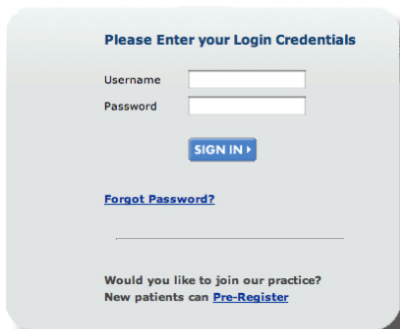 Please Enter your Login Credentials
Username
Password
SIGN IN
Forgot Password?
Would you like to join our practice?
New patients can Pre-Register